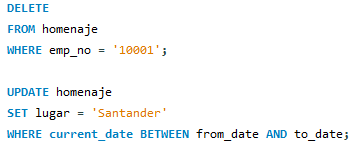 DELETE
FROM homenaje
WHERE emp_no = '10001';
UPDATE homenaje
SET lugar = 'Santander'
WHERE current_date BETWEEN from_date AND to_date;